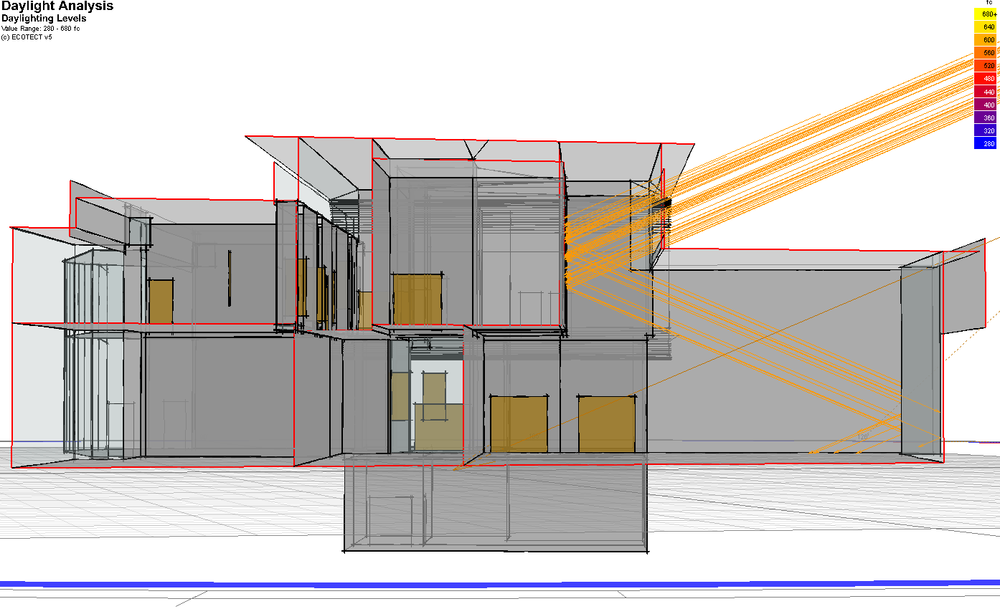 Daylight Analysis
Daylighting Levels
Value Range: 280 - 680 fc
(c) ECOTECT v5
fc
680+
640
600
560
520
480
440
400
360
320
280